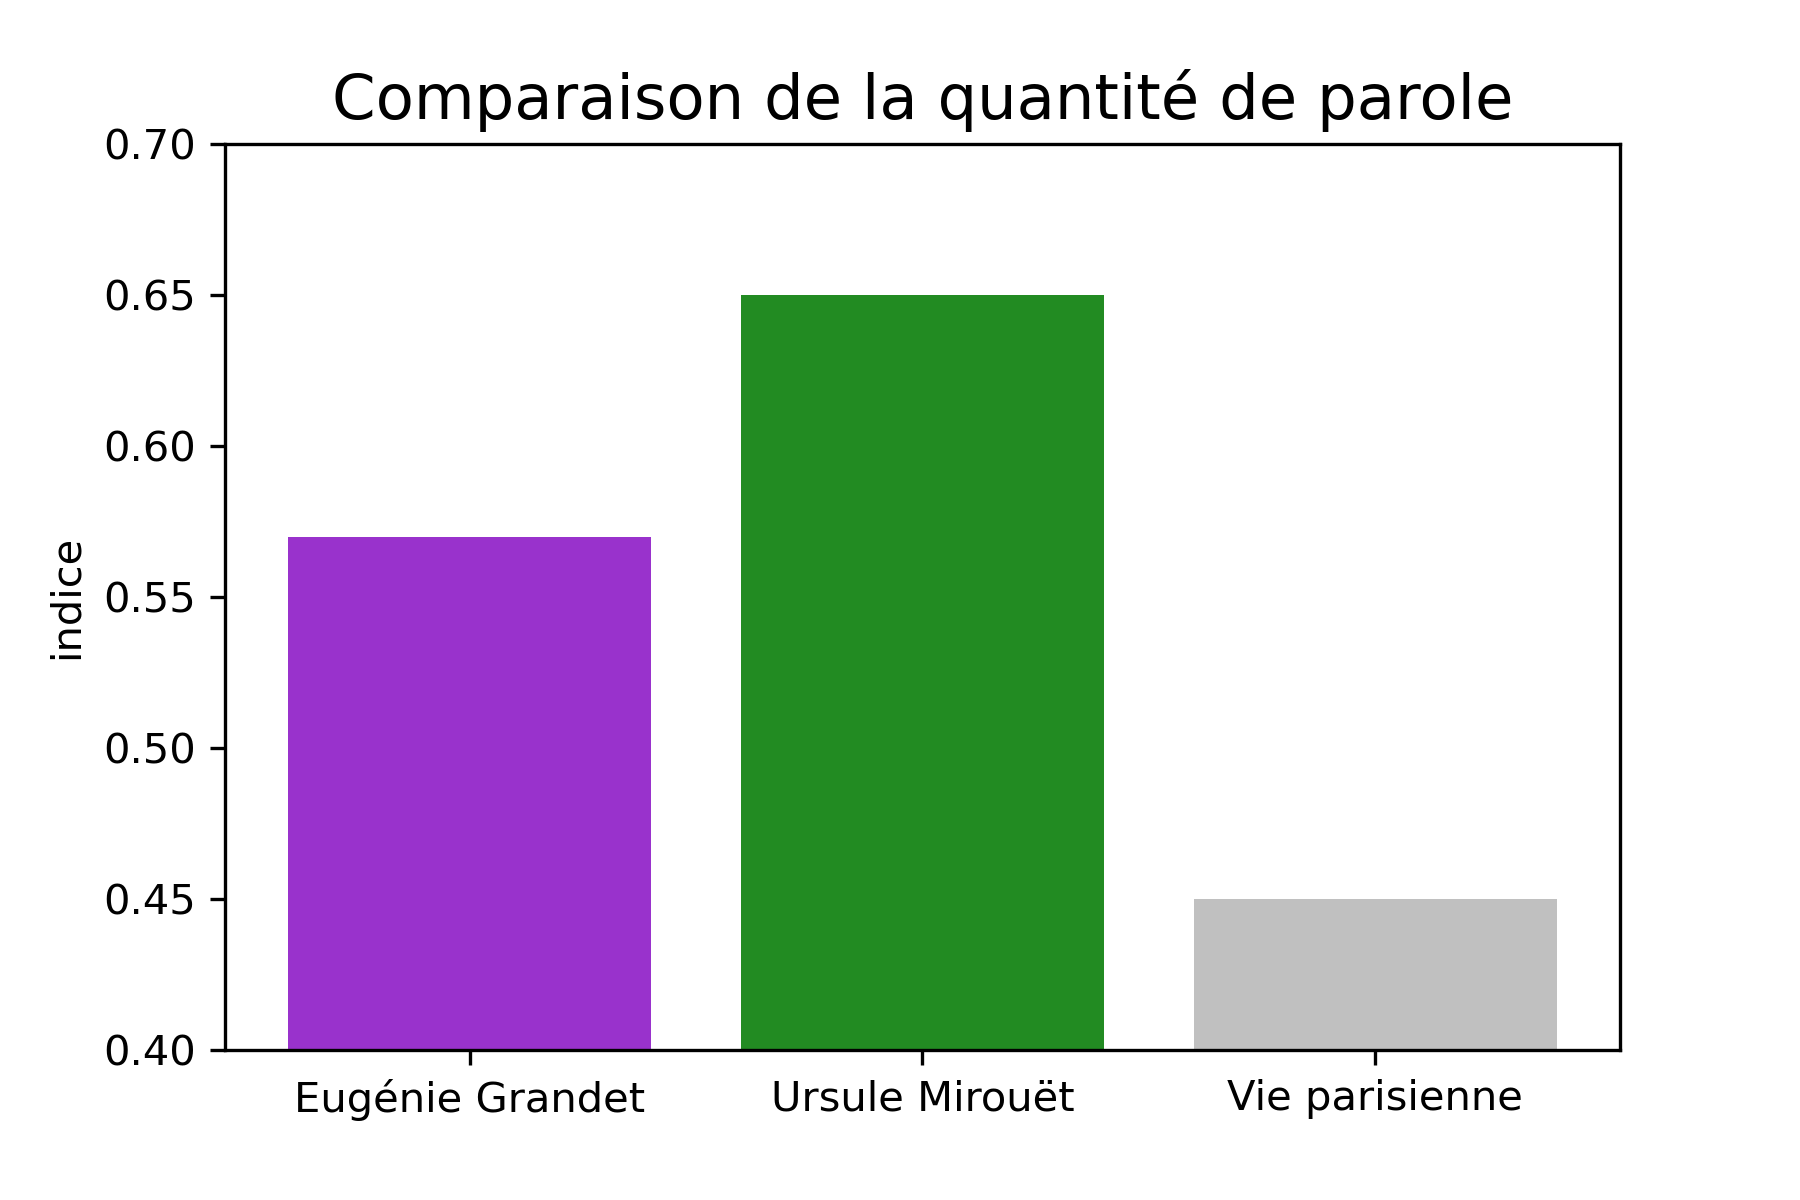 Comparaison de la quantité de parole
0.70
0.65
0.60
0.55
0.50
0.45
0.40
indice
Eugénie Grandet
Ursule Mirouët
Vie parisienne